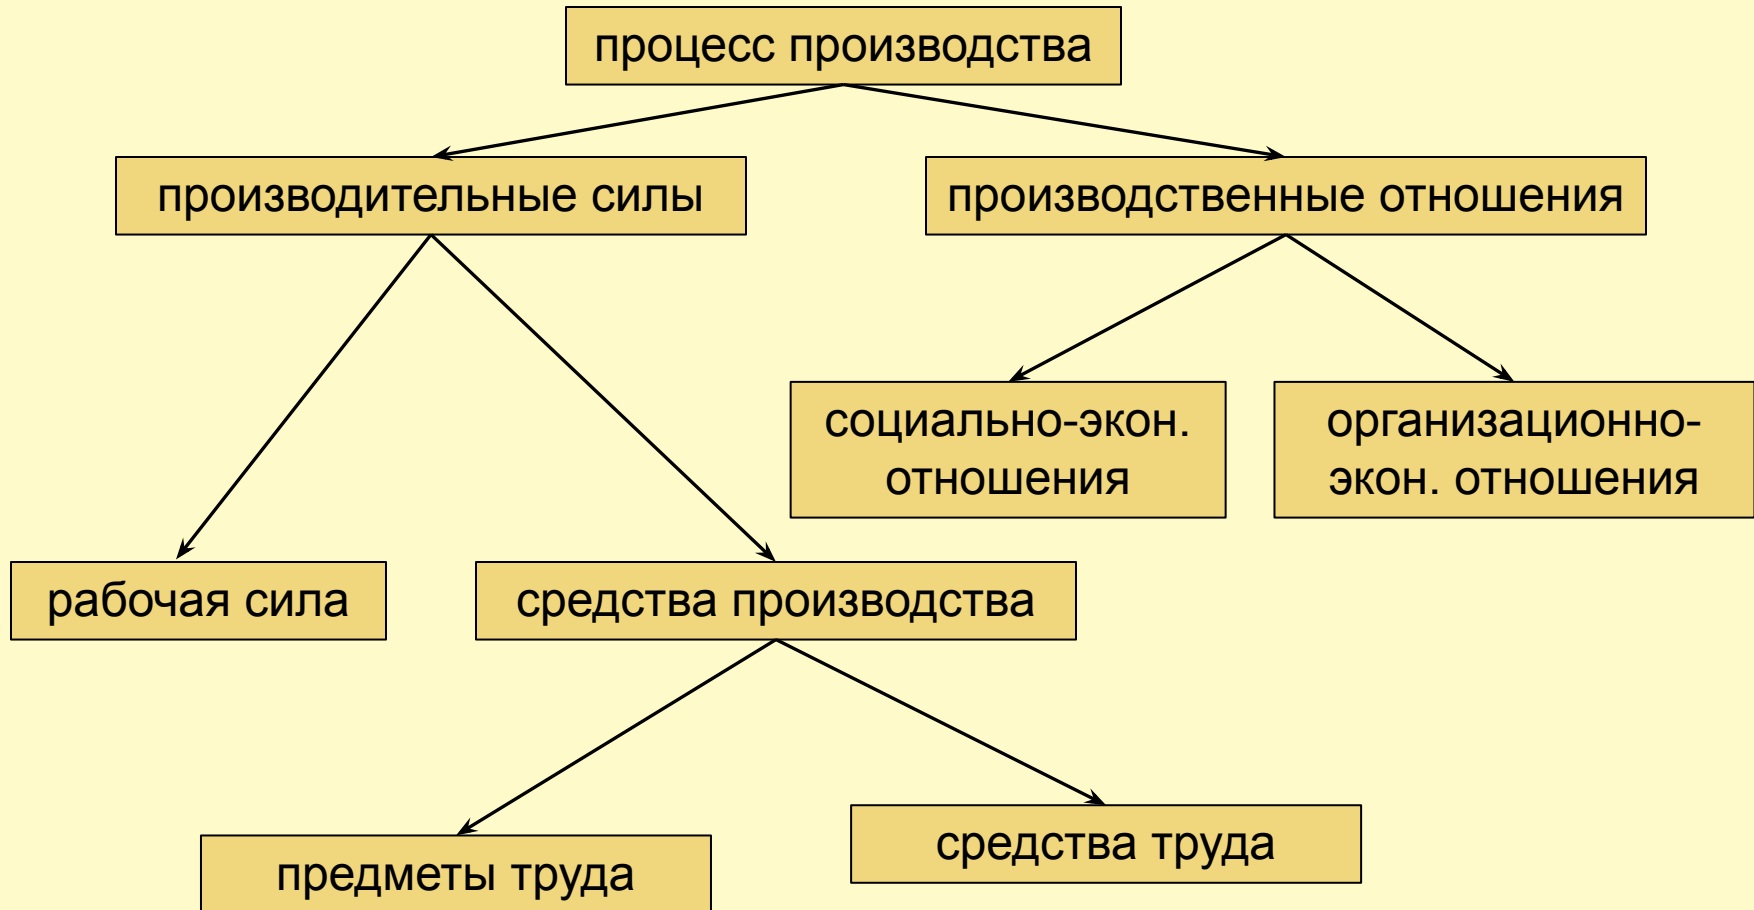 процесс производства
производительные силы
производственные отношения
социально-экон.
отношения
организационно-
экон. отношения
рабочая сила
средства производства
предметы труда
средства труда